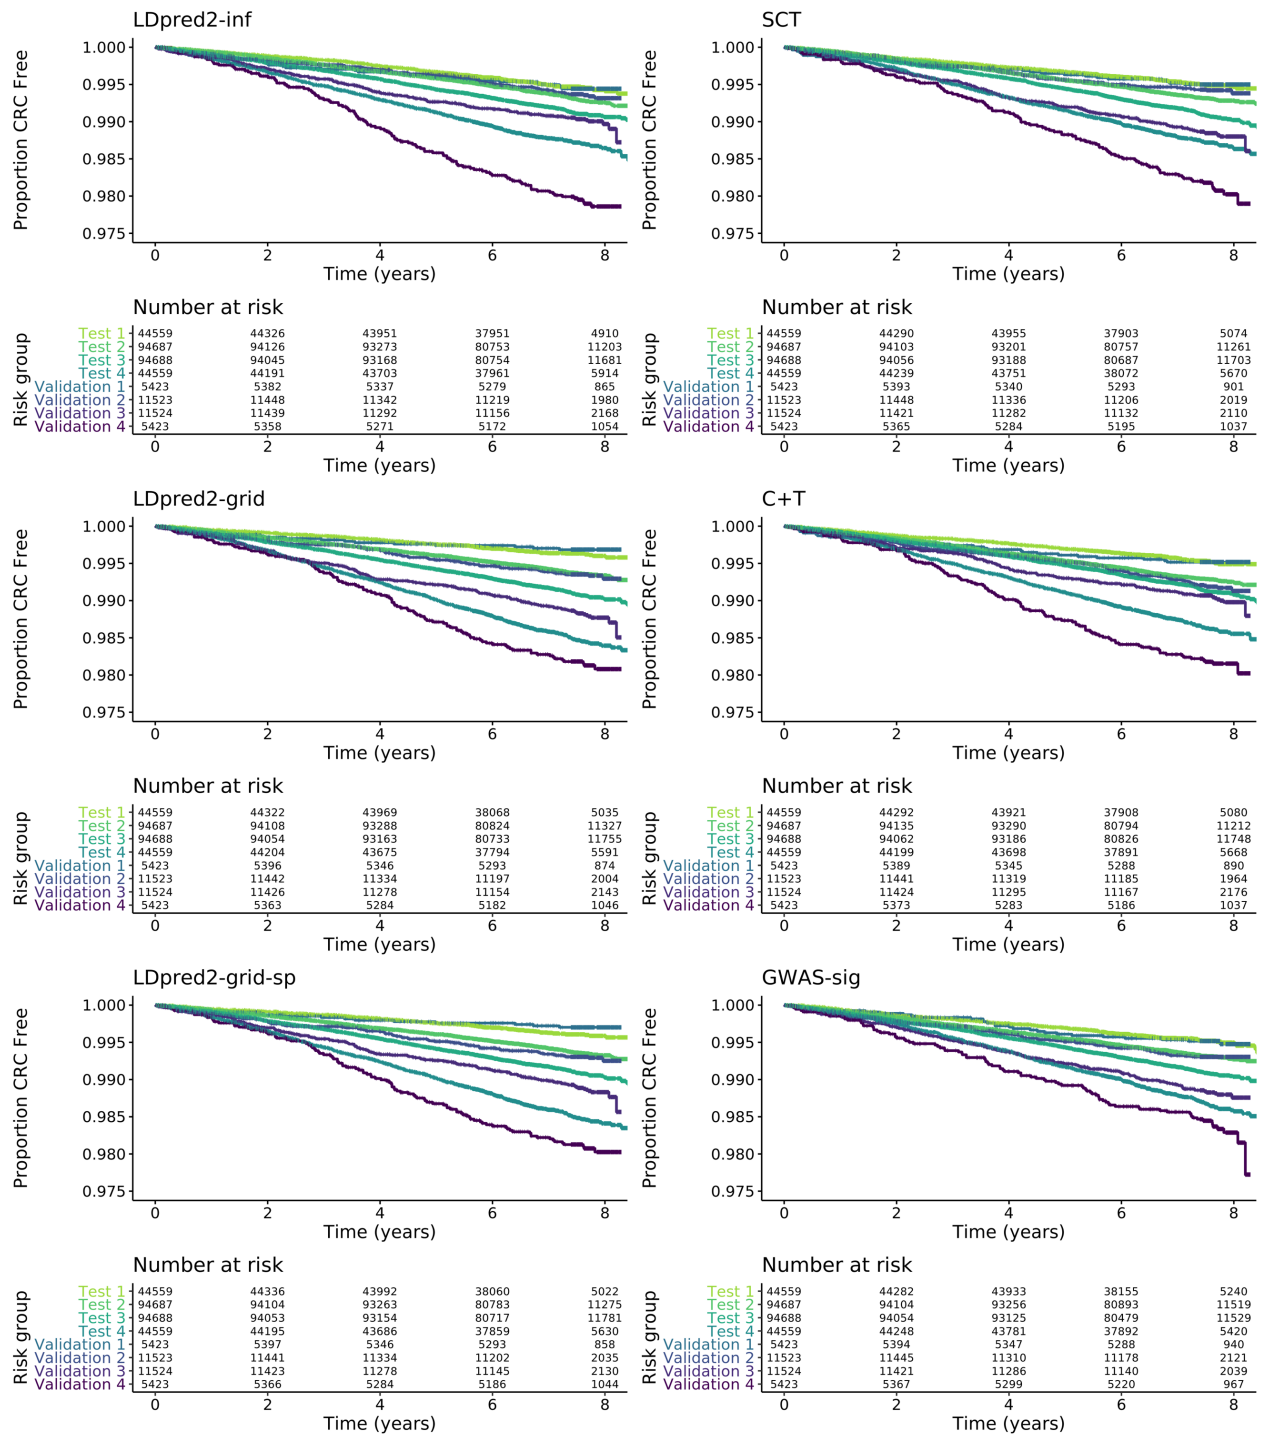 LDpred2-inf
Proportion CRC Free
1.000
0.995
0.990
0.985
0.980
0.975
0 2 4 6 8
Time (years)
Number at risk
Risk group
Test 1 44559 44326 43951 37951 4910
Test 2 94687 94126 93273 80753 11203
Test 3 94688 94045 93168 80754 11681
Test 4 44559 44191 43703 37961 5914
Validation 1 5423 5382 5337 5279 865
Validation 2 11523 11448 11342 11219 1980
Validation 3 11524 11439 11292 11156 2168
Validation 4 5423 5358 5271 5172 1054
0 2 4 6 8
Time (years)
SCT
Proportion CRC Free
1.000
0.995
0.990
0.985
0.980
0.975
0 2 4 6 8
Time (years)
Number at risk
Risk group
Test 1 44559 44290 43955 37903 5074
Test 2 94687 94103 93201 80757 11261
Test 3 94688 94056 93188 80687 11703
Test 4 44559 44239 43751 38072 5670
Validation 1 5423 5393 5340 5293 901
Validation 2 11523 11448 11336 11206 2019
Validation 3 11524 11421 11282 11132 2110
Validation 4 5423 5365 5284 5195 1037
0 2 4 6 8
Time (years)
LDpred2-grid
Proportion CRC Free
1.000
0.995
0.990
0.985
0.980
0.975
0 2 4 6 8
Time (years)
Number at risk
Risk group
Test 1 44559 44322 43969 38068 5035
Test 2 94687 94108 93288 80824 11327
Test 3 94688 94054 93163 80733 11755
Test 4 44559 44204 43675 37794 5591
Validation 1 5423 5396 5346 5293 874
Validation 2 11523 11442 11334 11197 2004
Validation 3 11524 11426 11278 11154 2143
Validation 4 5423 5363 5284 5182 1046
0 2 4 6 8
Time (years)
C+T
Proportion CRC Free
1.000
0.995
0.990
0.985
0.980
0.975
0 2 4 6 8
Time (years)
Number at risk
Risk group
Test 1 44559 44292 43921 37908 5080
Test 2 94687 94135 93290 80794 11212
Test 3 94688 94062 93186 80826 11748
Test 4 44559 44199 43698 37891 5668
Validation 1 5423 5389 5345 5288 890
Validation 2 11523 11441 11319 11185 1964
Validation 3 11524 11424 11295 11167 2176
Validation 4 5423 5373 5283 5186 1037
0 2 4 6 8
Time (years)
LDpred2-grid-sp
Proportion CRC Free
1.000
0.995
0.990
0.985
0.980
0.975
0 2 4 6 8
Time (years)
Number at risk
Risk group
Test 1 44559 44336 43992 38060 5022
Test 2 94687 94104 93263 80783 11275
Test 3 94688 94053 93154 80717 11781
Test 4 44559 44195 43686 37859 5630
Validation 1 5423 5397 5346 5293 858
Validation 2 11523 11441 11334 11202 2035
Validation 3 11524 11423 11278 11145 2130
Validation 4 5423 5366 5284 5186 1044
0 2 4 6 8
Time (years)
GWAS-sig
Proportion CRC Free
1.000
0.995
0.990
0.985
0.980
0.975
0 2 4 6 8
Time (years)
Number at risk
Risk group
Test 1 44559 44282 43933 38155 5240
Test 2 94687 94104 93256 80893 11519
Test 3 94688 94054 93125 80479 11529
Test 4 44559 44248 43781 37892 5420
Validation 1 5423 5394 5347 5288 940
Validation 2 11523 11445 11310 11178 2121
Validation 3 11524 11421 11286 11140 2039
Validation 4 5423 5367 5299 5220 967
0 2 4 6 8
Time (years)